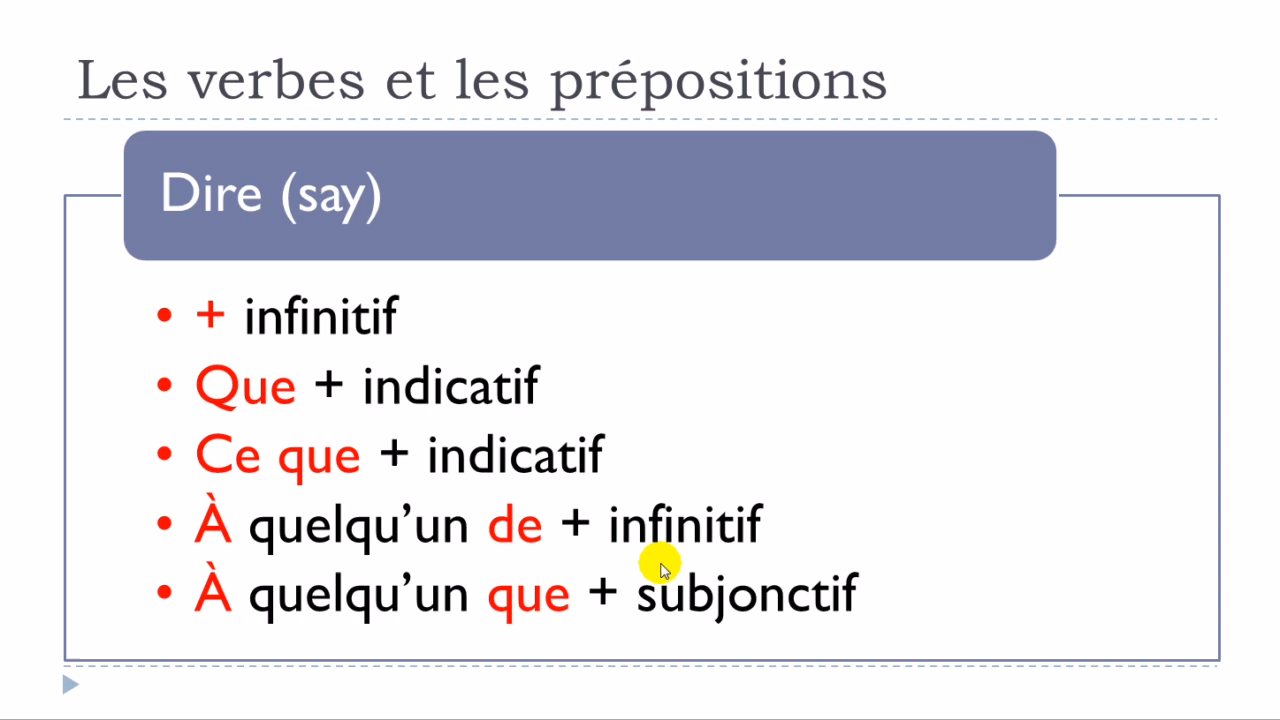 Les verbes et les prépositions
Dire (say)
• + infinitif
• Que + indicatif
• Ce que + indicatif
• À quelqu’un de + infinitif
• À quelqu’un que + subjonctif